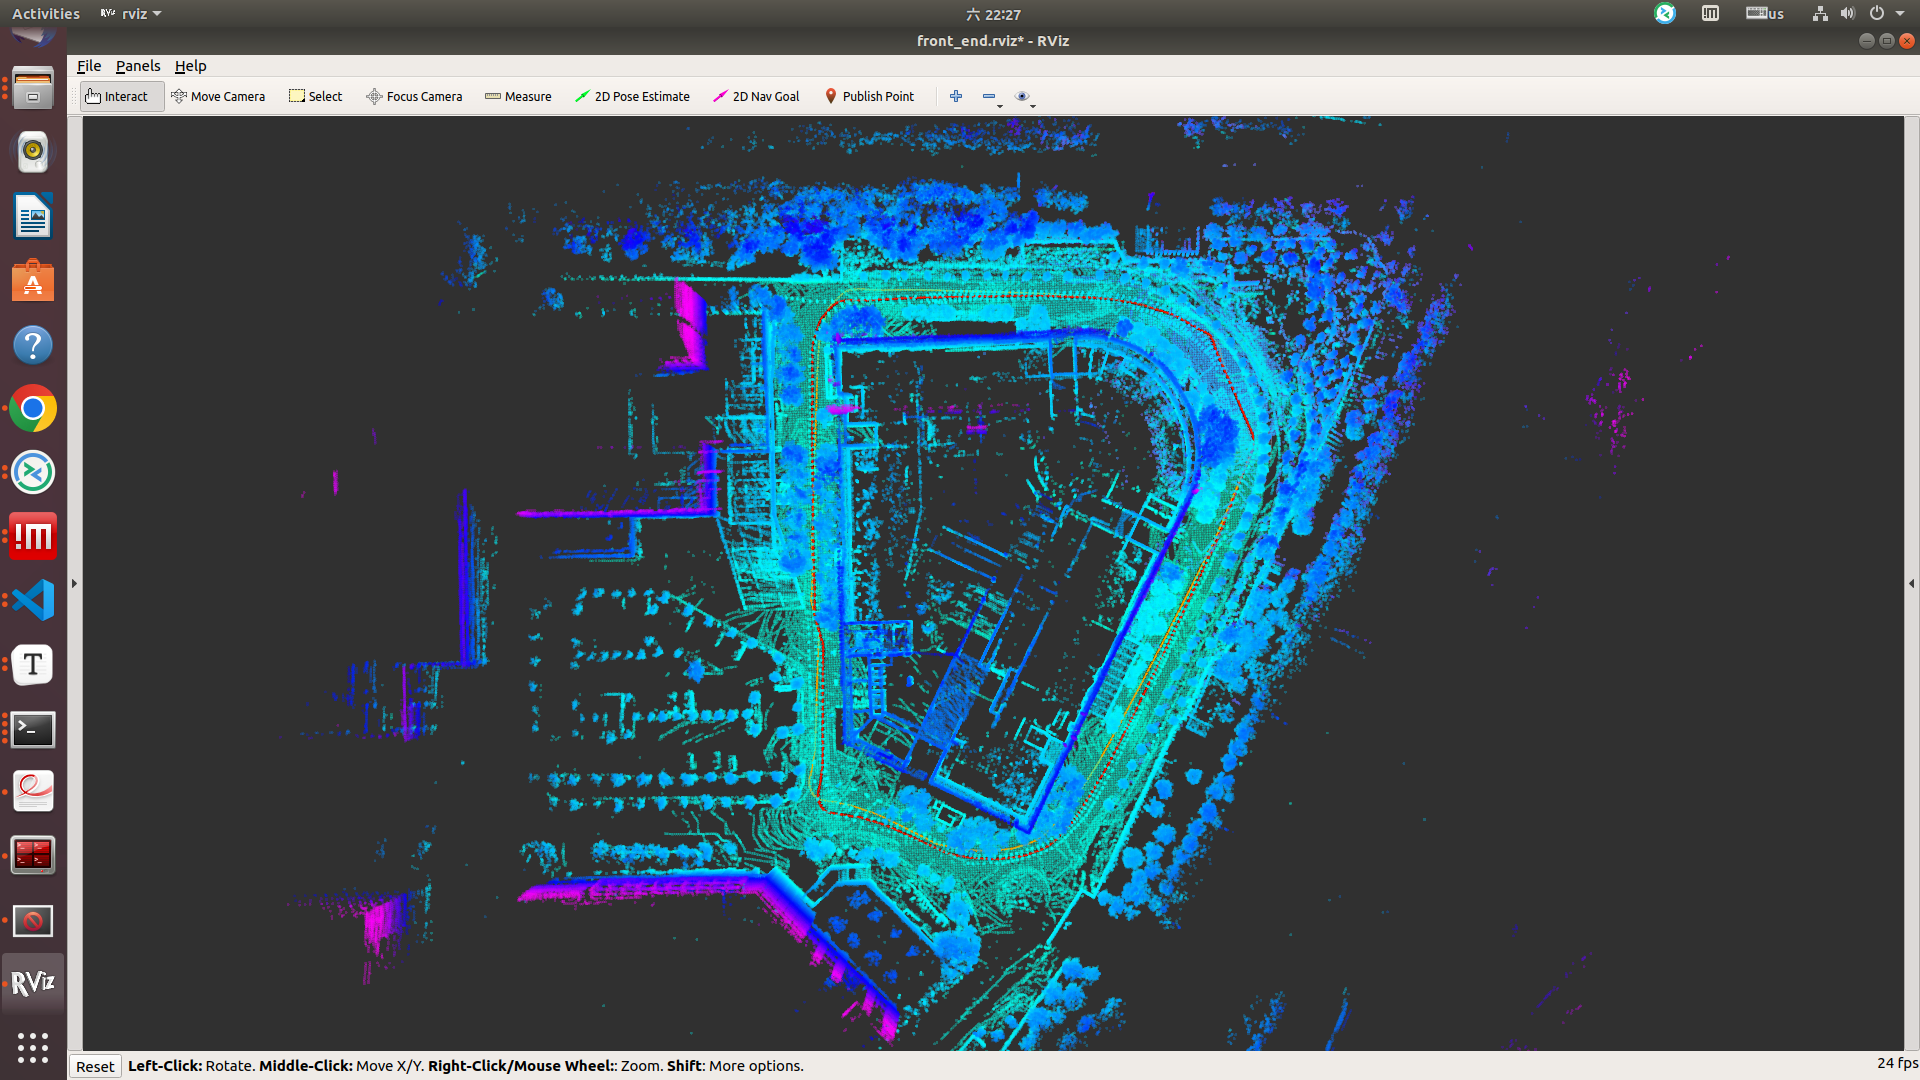 Activities
rviz
六 22:27
us
front_end.rviz* - RViz
File Panels Help
Interact Move Camera Select Focus Camera Measure 2D Pose Estimate 2D Nav Goal Publish Point
A
?
!m
T
>_
RViz
Reset Left-Click: Rotate. Middle-Click: Move X/Y. Right-Click/Mouse Wheel:: Zoom. Shift: More options.
24 fps